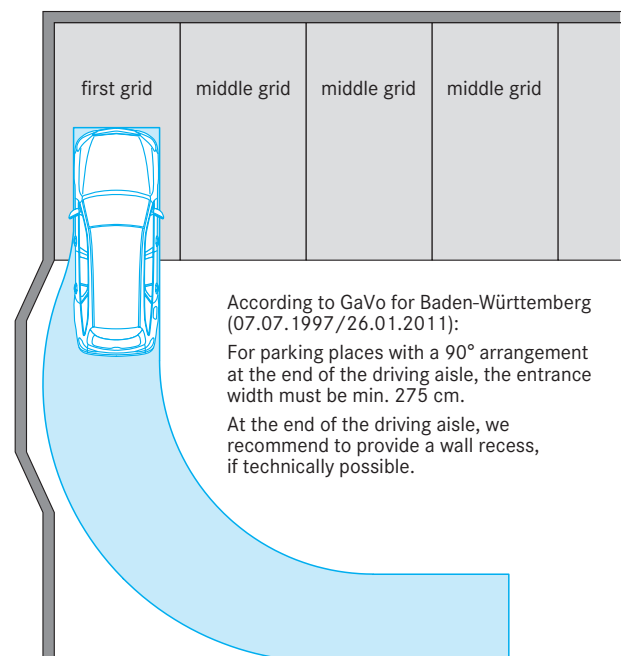 first grid
middle grid
middle grid
middle grid
According to GaVo for Baden-Württemberg
(07.07.1997/26.01.2011):
For parking places with a 90° arrangement
at the end of the driving aisle, the entrance
width must be min. 275 cm.
At the end of the driving aisle, we
recommend to provide a wall recess,
if technically possible.